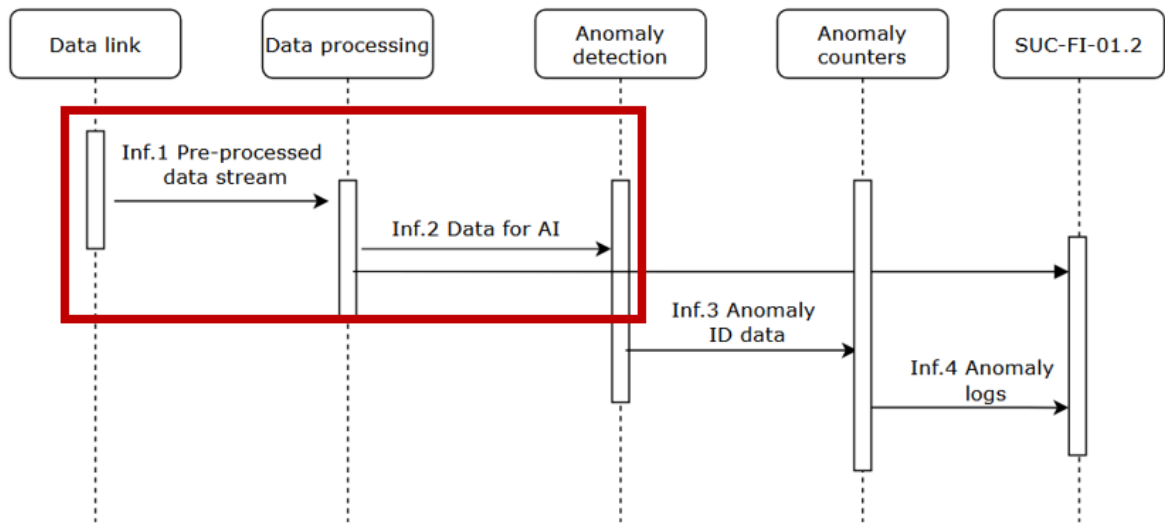 Data link
Data processing
Anomaly
detection
Anomaly
counters
SUC-FI-01.2
Inf.1 Pre-processed
data stream
Inf.2 Data for AI
Inf.3 Anomaly
ID data
Inf.4 Anomaly
logs